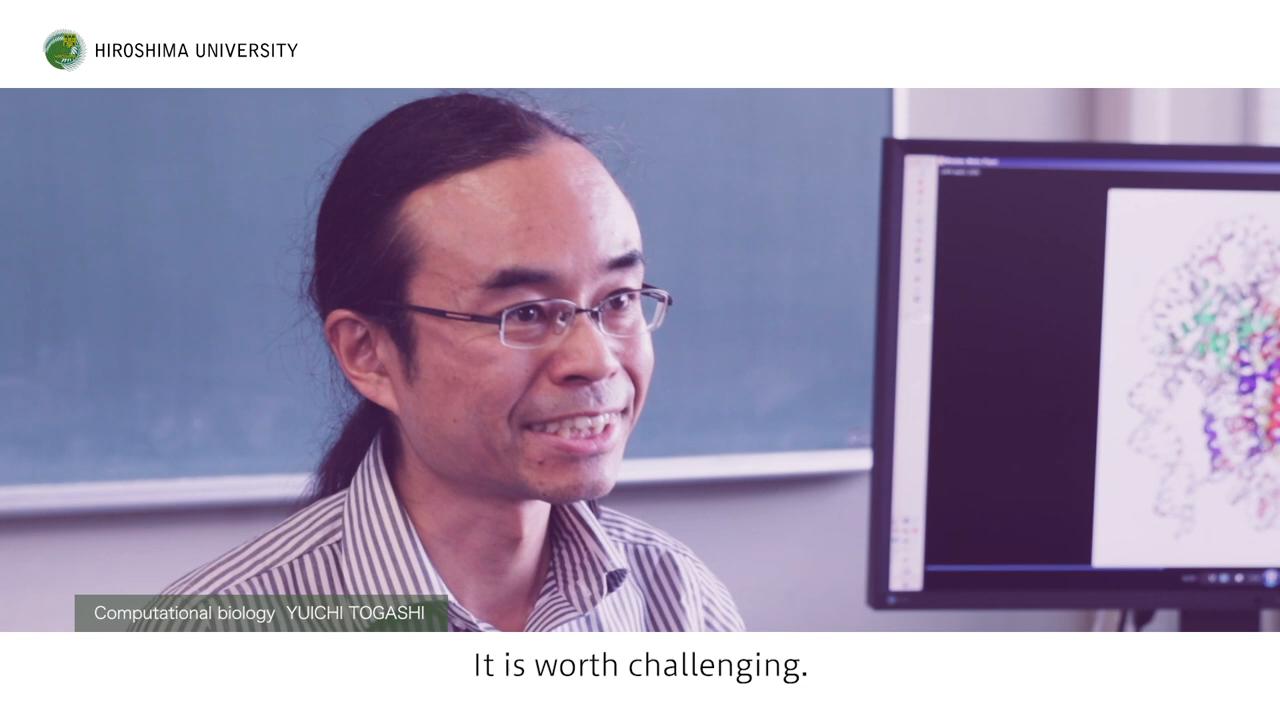 HIROSHIMA UNIVERSITY
Computational biology YUICHI TOGASHI
It is worth challenging.